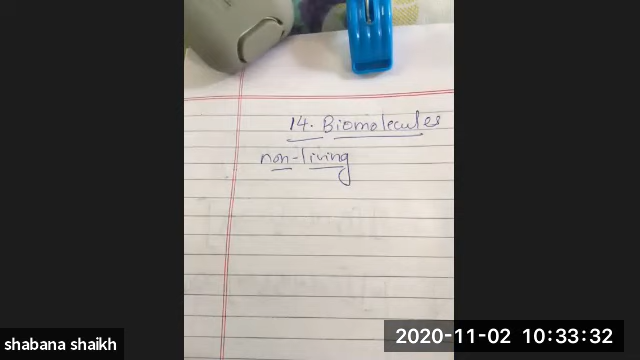 14. Biomolecules
non-living
shabana shaikh
2020-11-02 10:33:32